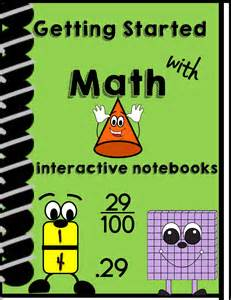 Getting Started
with
Math
interactive notebooks
29
100
1
4
.29